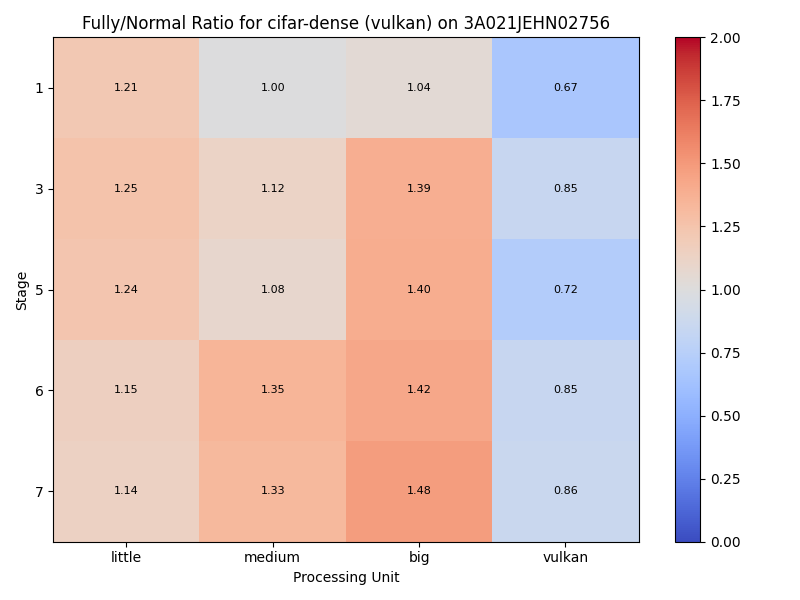 Fully/Normal Ratio for cifar-dense (vulkan) on 3A021JEHN02756
2.00
1.75
1.50
1.25
1.00
0.75
0.50
0.25
0.00
Stage
1 1.21 1.00 1.04 0.67
3 1.25 1.12 1.39 0.85
5 1.24 1.08 1.40 0.72
6 1.15 1.35 1.42 0.85
7 1.14 1.33 1.48 0.86
little medium big vulkan
Processing Unit